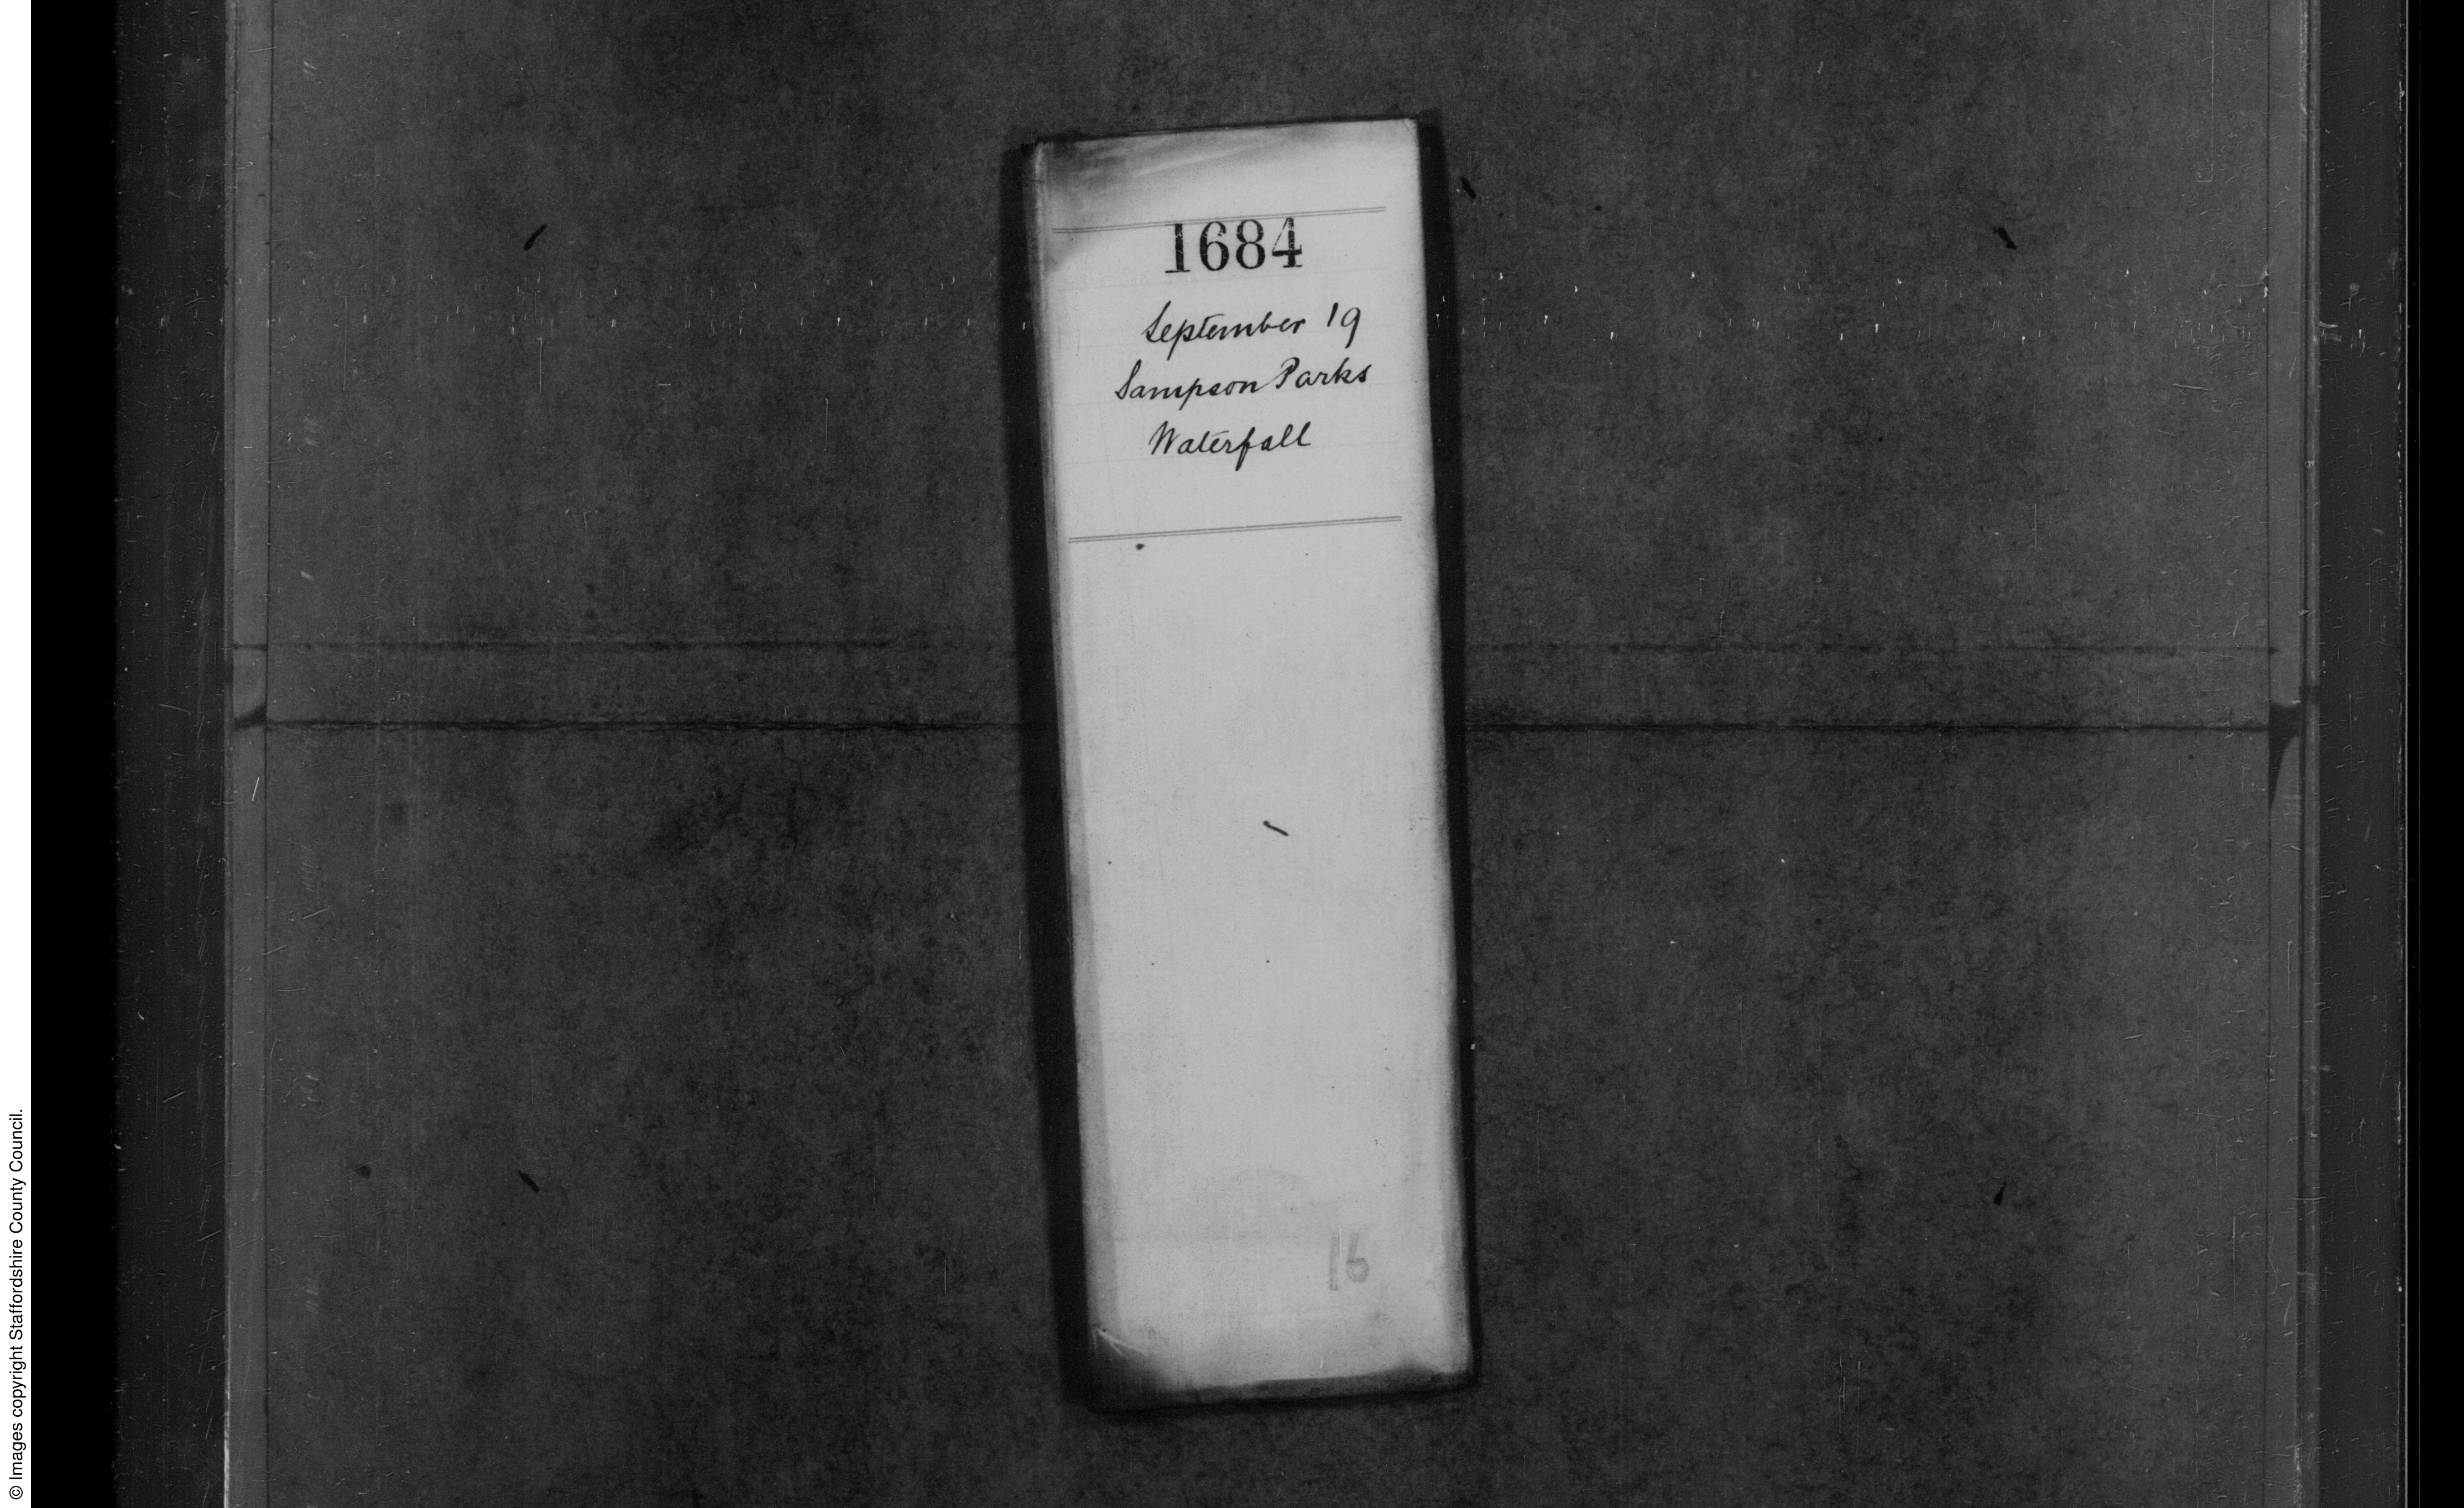 1684
September 19
Sampson Parks
Waterfall
16
© Images copyright Staffordshire County Council.